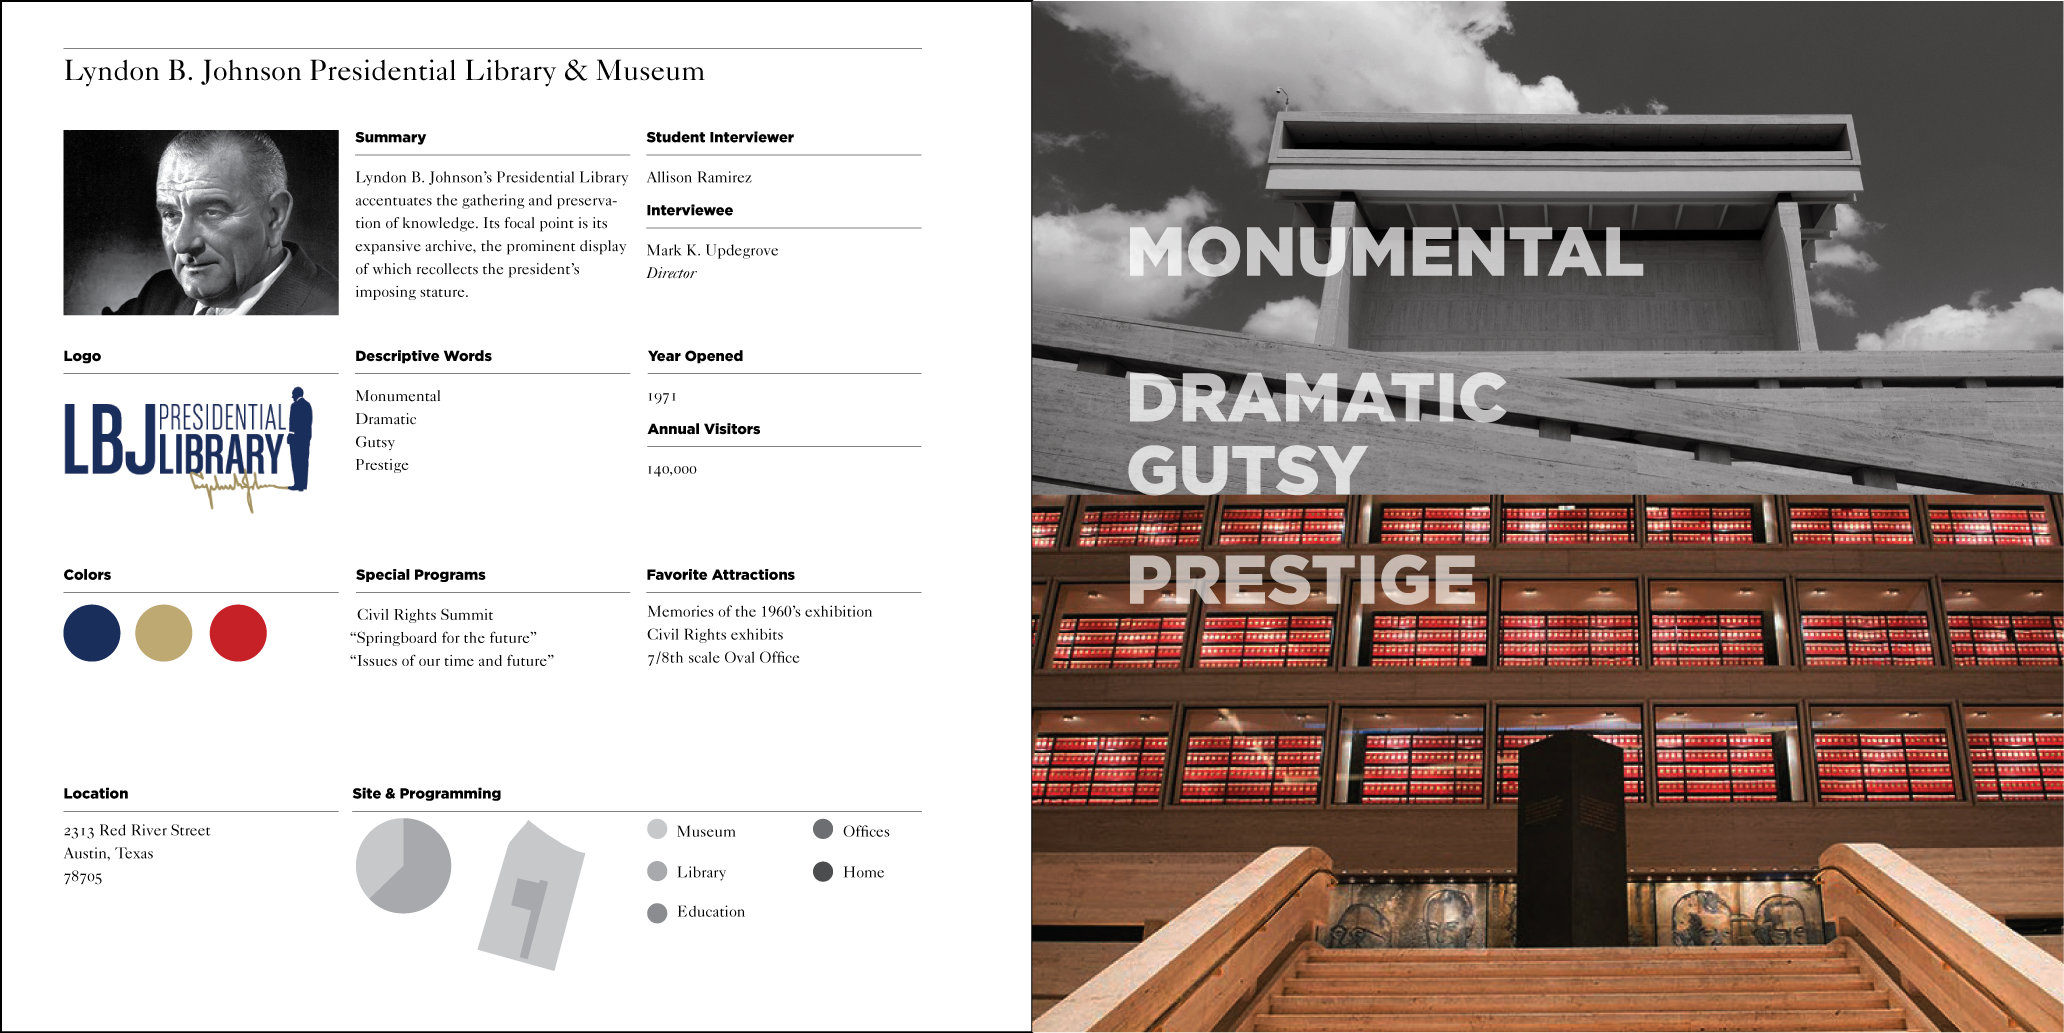 Lyndon B. Johnson Presidential Library & Museum
Summary
Lyndon B. Johnson’s Presidential Library
accentuates the gathering and preserva-
tion of knowledge. Its focal point is its
expansive archive, the prominent display
of which recollects the president’s
imposing stature.
Student Interviewer
Allison Ramirez
Interviewee
Mark K. Updegrove
Director
Logo
LBJ PRESIDENTIAL
LIBRARY
Descriptive Words
Monumental
Dramatic
Gutsy
Prestige
Year Opened
1971
Annual Visitors
140,000
Colors
Special Programs
Civil Rights Summit
“Springboard for the future”
“Issues of our time and future”
Favorite Attractions
Memories of the 1960’s exhibition
Civil Rights exhibits
7/8th scale Oval Office
Location
2313 Red River Street
Austin, Texas
78705
Site & Programming
Museum
Library
Education
Offices
Home
MONUMENTAL
DRAMATIC
GUTSY
PRESTIGE